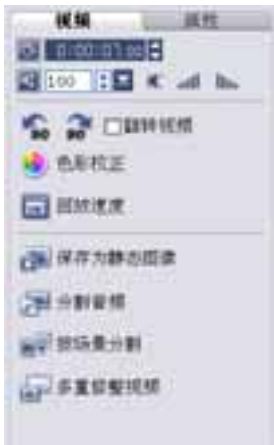 视频 属性
0:00:07.00
100
90 90 翻转视频
色彩校正
回放速度
保存为静态图像
分割音频
按场景分割
多重修整视频